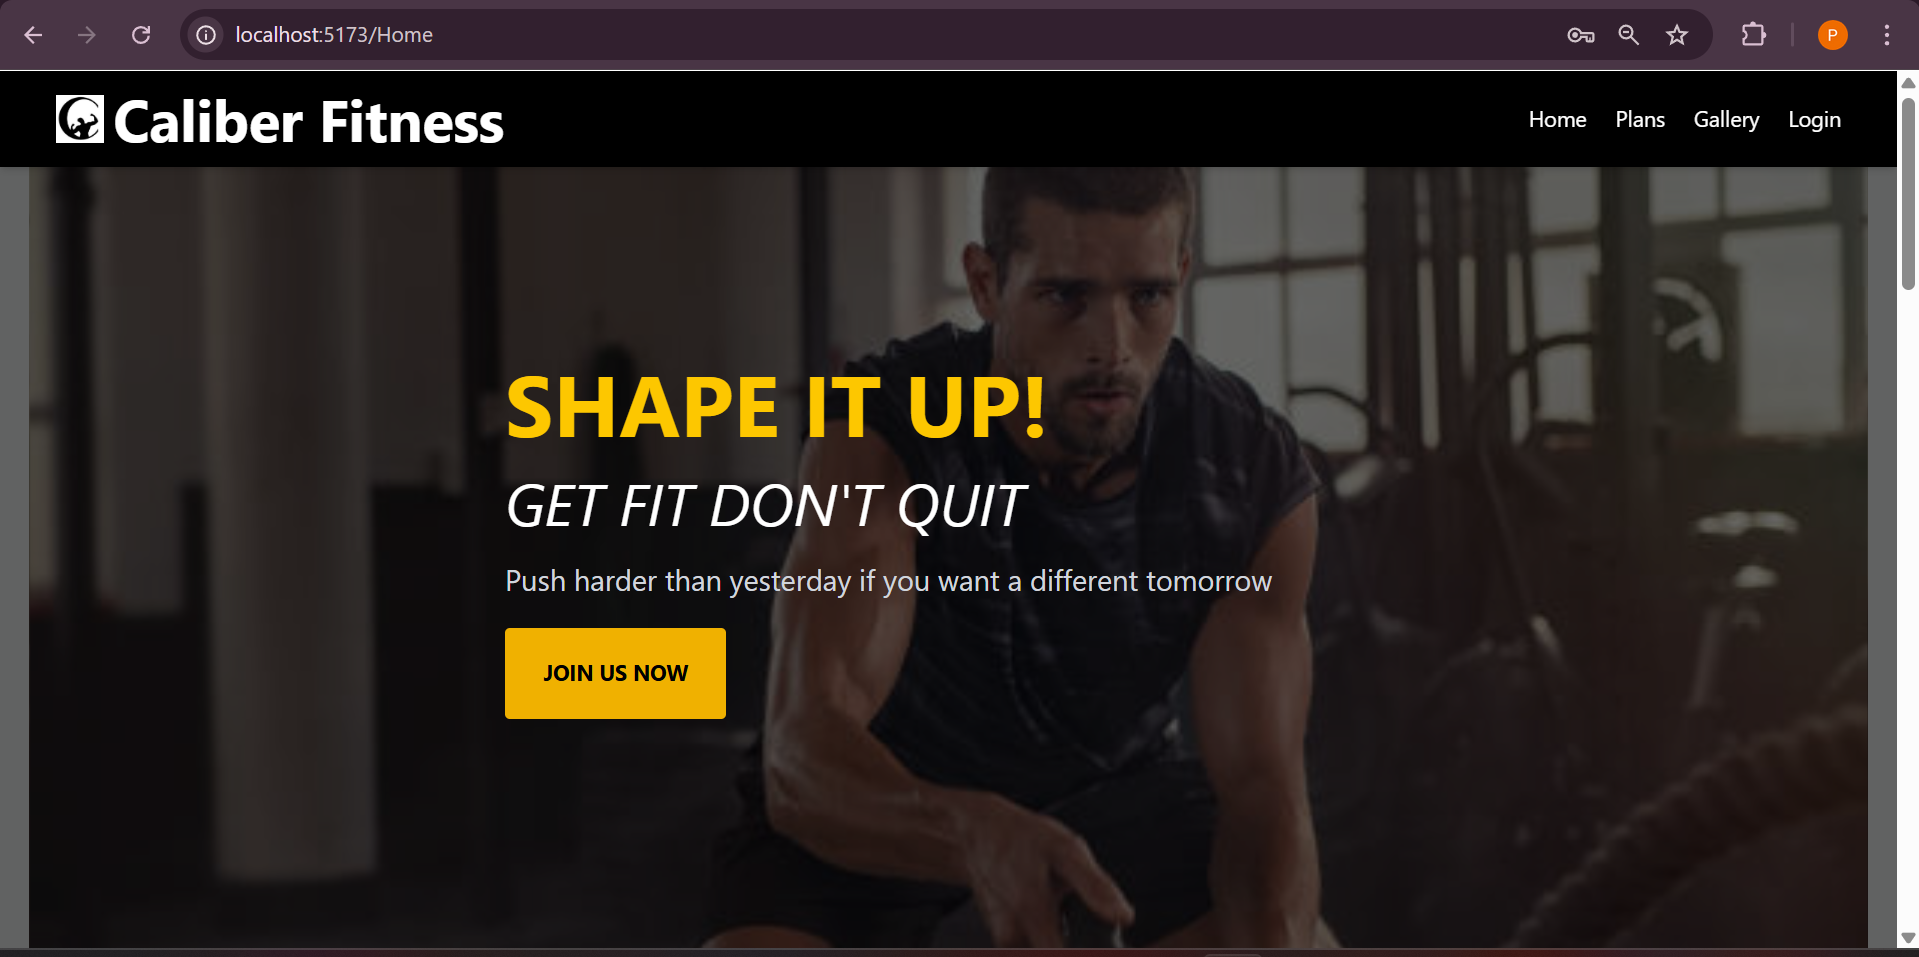 localhost:5173/Home
P
Caliber Fitness
Home Plans Gallery Login
SHAPE IT UP!
GET FIT DON'T QUIT
Push harder than yesterday if you want a different tomorrow
JOIN US NOW